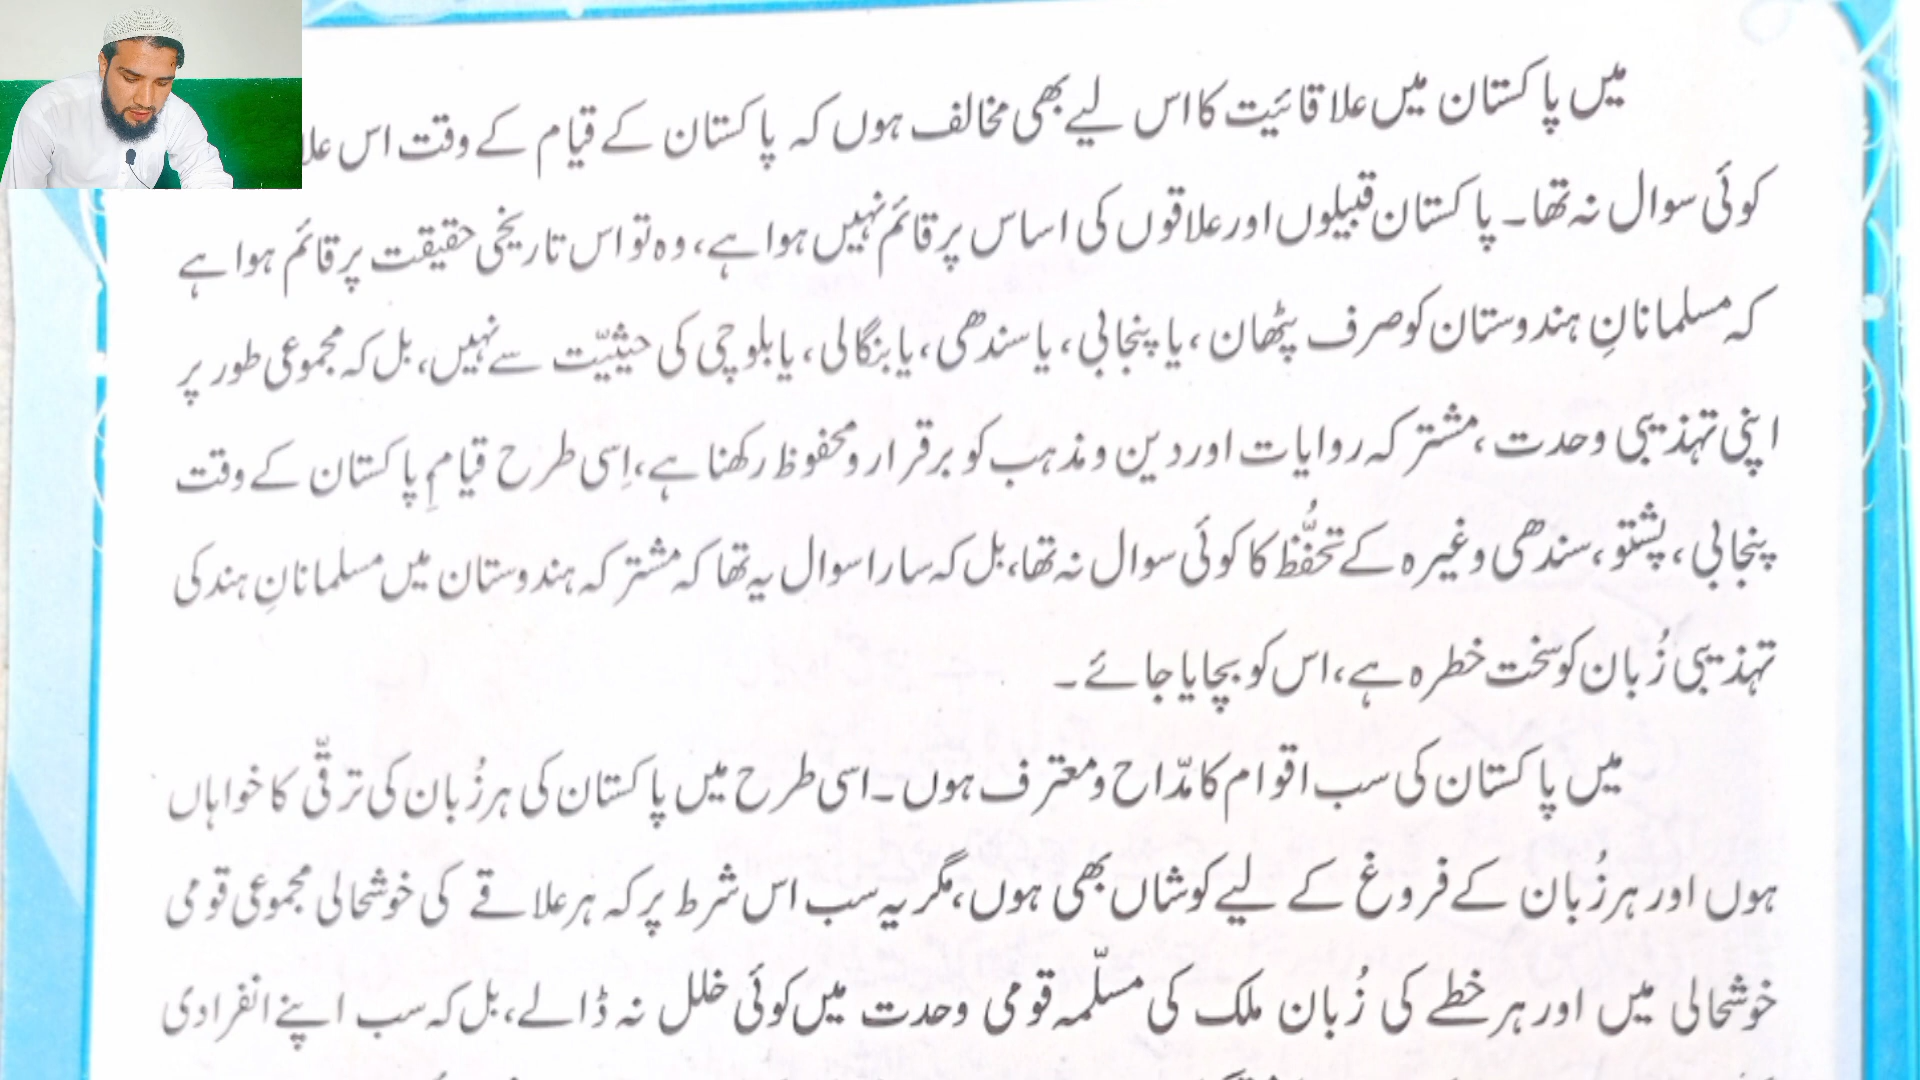 میں پاکستان میں علاقائیت کا اس لیے بھی مخالف ہوں کہ پاکستان کے قیام کے وقت اس
کوئی سوال نہ تھا۔ پاکستان قبیلوں اور علاقوں کی اساس پر قائم نہیں ہوا ہے، وہ تو اس تاریخی حقیقت پر قائم ہوا ہے
کہ مسلمانانِ ہندوستان کو صرف پٹھان، یا پنجابی، یا سندھی، یا بنگالی، یا بلوچی کی حیثیّت سے نہیں، بل کہ مجموعی طور پر
اپنی تہذیبی وحدت، مشترکہ روایات اور دین و مذہب کو برقرار و محفوظ رکھنا ہے، اِسی طرح قیامِ پاکستان کے وقت
پنجابی، پشتو، سندھی وغیرہ کے تحفُّظ کا کوئی سوال نہ تھا، بل کہ سارا سوال یہ تھا کہ مشترکہ ہندوستان میں مسلمانانِ ہند کی
تہذیبی زُبان کو سخت خطرہ ہے، اس کو بچایا جائے۔
میں پاکستان کی سب اقوام کا مدّاح و معترف ہوں۔ اسی طرح میں پاکستان کی ہر زُبان کی ترقّی کا خواہاں
ہوں اور ہر زُبان کے فروغ کے لیے کوشاں بھی ہوں، مگر یہ سب اس شرط پر کہ ہر علاقے کی خوشحالی مجموعی قومی
خوشحالی میں اور ہر خطے کی زُبان ملک کی مسلّمہ قومی وحدت میں کوئی خلل نہ ڈالے، بل کہ سب اپنے انفرادی